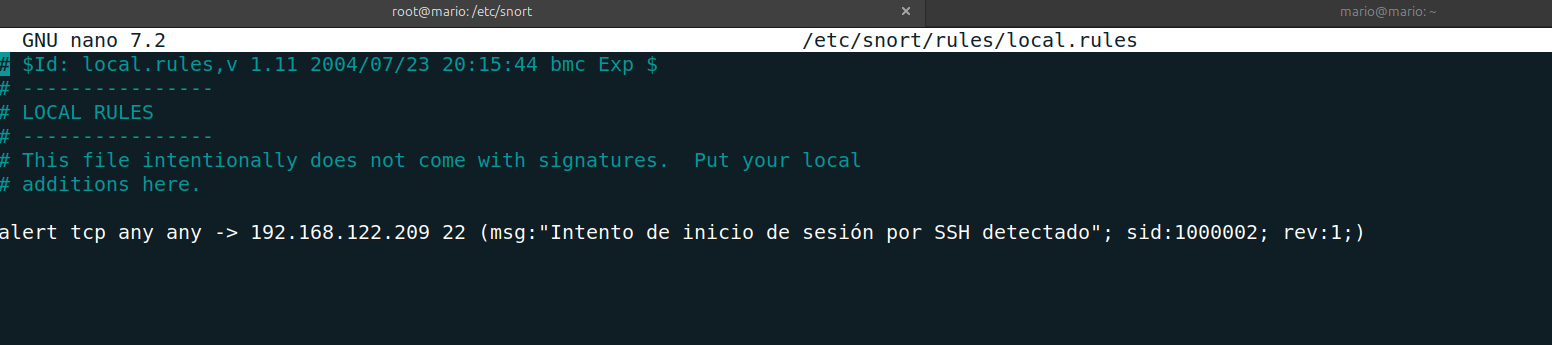 root@mario: /etc/snort × mario@mario: ~
GNU nano 7.2 /etc/snort/rules/local.rules
# $Id: local.rules,v 1.11 2004/07/23 20:15:44 bmc Exp $
# ----------------
# LOCAL RULES
# ----------------
# This file intentionally does not come with signatures.  Put your local
# additions here.
alert tcp any any -> 192.168.122.209 22 (msg:"Intento de inicio de sesión por SSH detectado"; sid:1000002; rev:1;)